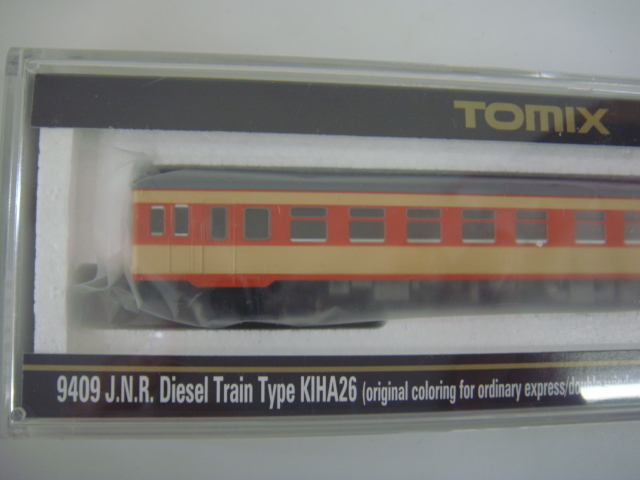 TOMIX
9409 J.N.R. Diesel Train Type KIHA26 (original coloring for ordinary express/double